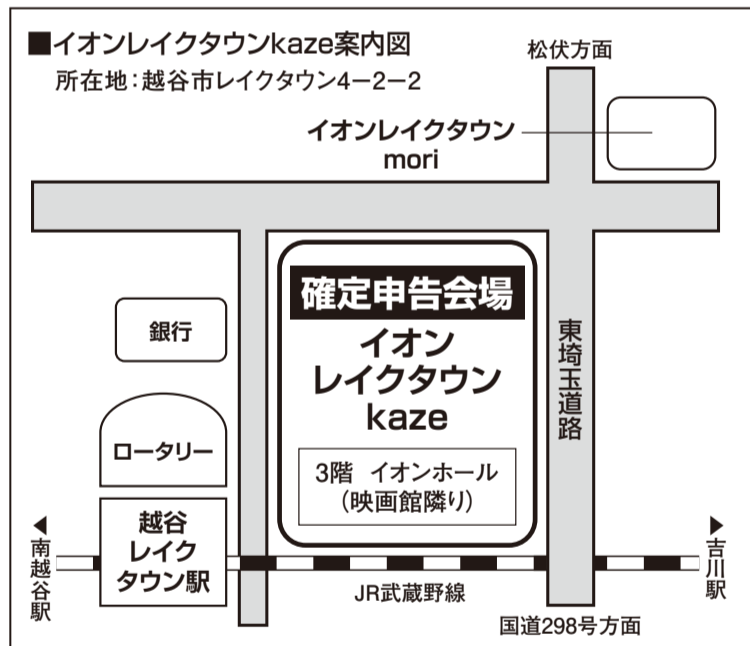 ■イオンレイクタウンkaze案内図
所在地：越谷市レイクタウン4−2−2
松伏方面
イオンレイクタウン
mori
確定申告会場
イオン
レイクタウン
kaze
3階 イオンホール
（映画館隣り）
銀行
ロータリー
越谷
レイク
タウン駅
東埼玉道路
◀南越谷駅
▶吉川駅
JR武蔵野線
国道298号方面